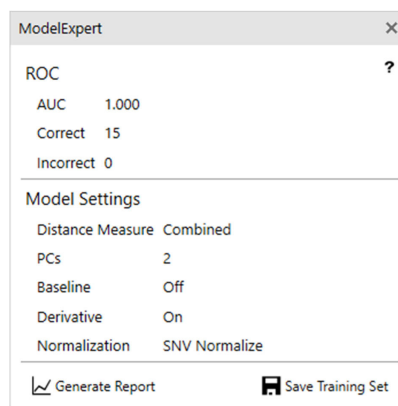 ModelExpert
ROC ?
AUC 1.000
Correct 15
Incorrect 0
Model Settings
Distance Measure Combined
PCs 2
Baseline Off
Derivative On
Normalization SNV Normalize
Generate Report Save Training Set